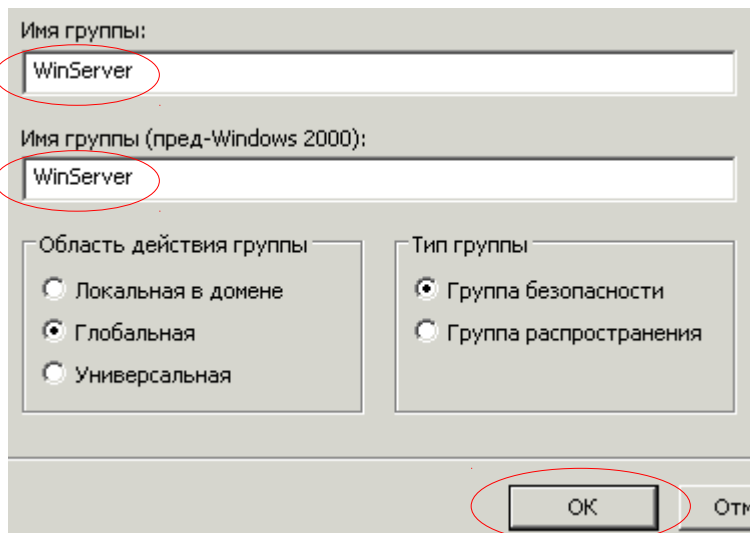 Имя группы:
WinServer
Имя группы (пред-Windows 2000):
WinServer
Область действия группы
Локальная в домене
Глобальная
Универсальная
Тип группы
Группа безопасности
Группа распространения
ОК